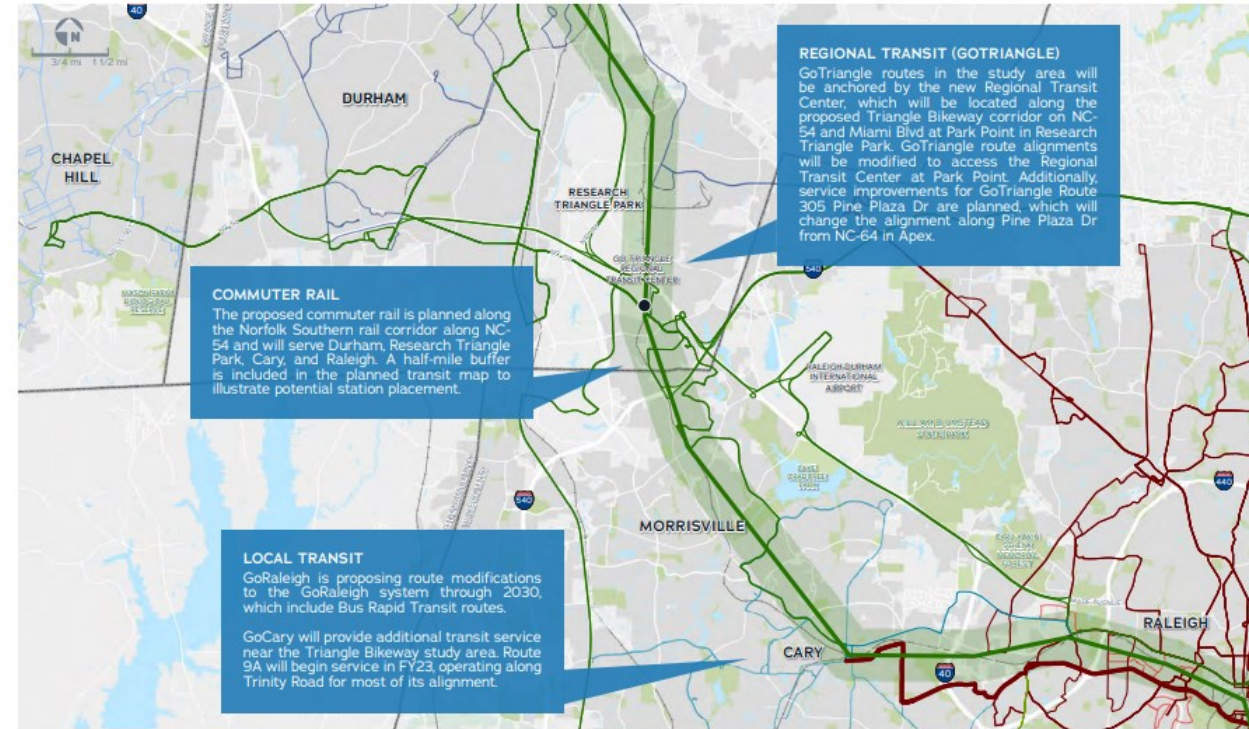 40
N
3/4 mi 1 1/2 mi
DURHAM
CHAPEL
HILL
RESEARCH
TRIANGLE PARK
REGIONAL TRANSIT (GOTRIANGLE)
GoTriangle routes in the study area will
be anchored by the new Regional Transit
Center, which will be located along the
proposed Triangle Bikeway corridor on NC-
54 and Miami Blvd at Park Point in Research
Triangle Park. GoTriangle route alignments
will be modified to access the Regional
Transit Center at Park Point. Additionally,
service improvements for GoTriangle Route
305 Pine Plaza Dr are planned, which will
change the alignment along Pine Plaza Dr
from NC-64 in Apex.
GO TRIANGLE
REGIONAL
TRANSIT CENTER
540
COMMUTER RAIL
The proposed commuter rail is planned along
the Norfolk Southern rail corridor along NC-
54 and will serve Durham, Research Triangle
Park, Cary, and Raleigh. A half-mile buffer
is included in the planned transit map to
illustrate potential station placement.
RALEIGH-DURHAM
INTERNATIONAL
AIRPORT
WILLIAM B. UMSTEAD
STATE PARK
LAKE
CRABTREE
440
540
MORRISVILLE
LOCAL TRANSIT
GoRaleigh is proposing route modifications
to the GoRaleigh system through 2030,
which include Bus Rapid Transit routes.
GoCary will provide additional transit service
near the Triangle Bikeway study area. Route
9A will begin service in FY23, operating along
Trinity Road for most of its alignment.
RALEIGH
CARY
40